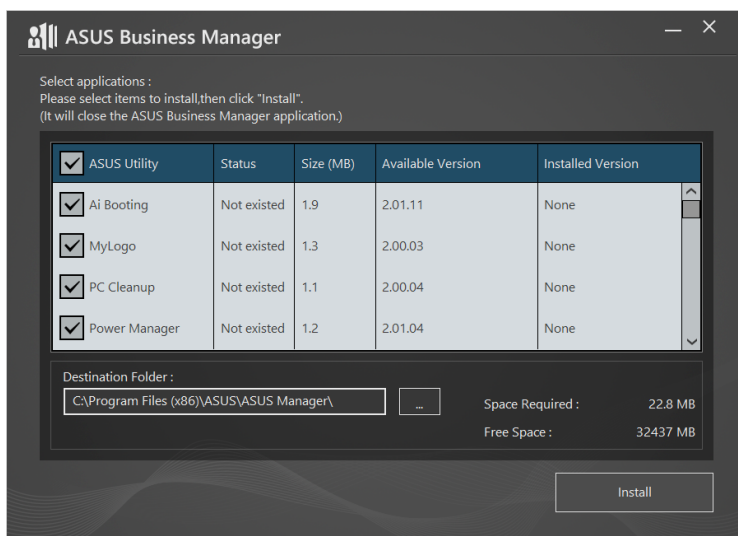 ASUS Business Manager
Select applications :
Please select items to install,then click "Install".
(It will close the ASUS Business Manager application.)
ASUS Utility Status Size (MB) Available Version Installed Version
Ai Booting Not existed 1.9 2.01.11 None
MyLogo Not existed 1.3 2.00.03 None
PC Cleanup Not existed 1.1 2.00.04 None
Power Manager Not existed 1.2 2.01.04 None
Destination Folder :
C:\Program Files (x86)\ASUS\ASUS Manager\ ... Space Required : 22.8 MB
Free Space : 32437 MB
Install